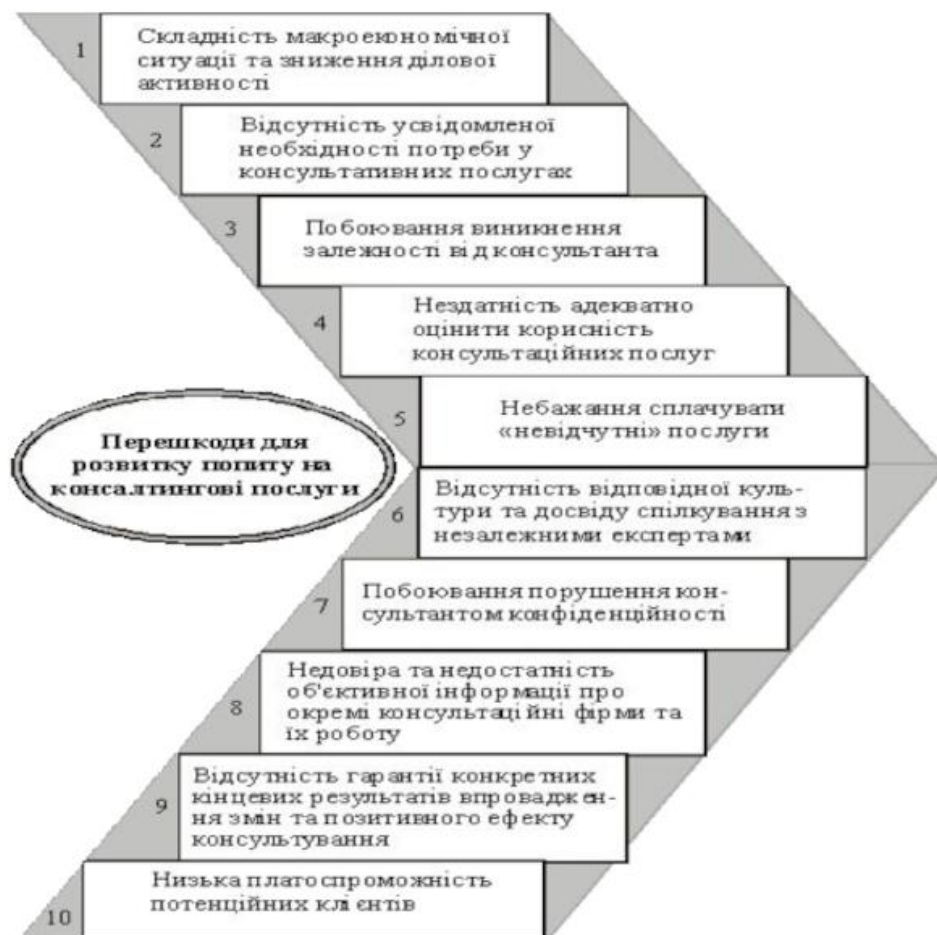 1
Складність макроекономічної
ситуації та зниження ділової
активності
2
Відсутність усвідомленої
необхідності потреби у
консультативних послугах
3
Побоювання виникнення
залежності від консультанта
4
Нездатність адекватно
оцінити корисність
консультаційних послуг
5
Небажання сплачувати
«невідчутні» послуги
Перешкоди для
розвитку попиту на
консалтингові послуги
6
Відсутність відповідної куль-
тури та досвіду спілкування з
незалежними експертами
7
Побоювання порушення кон-
сультантом конфіденційності
8
Недовіра та недостатність
об'єктивної інформації про
окремі консультаційні фірми та
їх роботу
9
Відсутність гарантії конкретних
кінцевих результатів впроваджен-
ня змін та позитивного ефекту
консультування
10
Низька платоспроможність
потенційних клієнтів